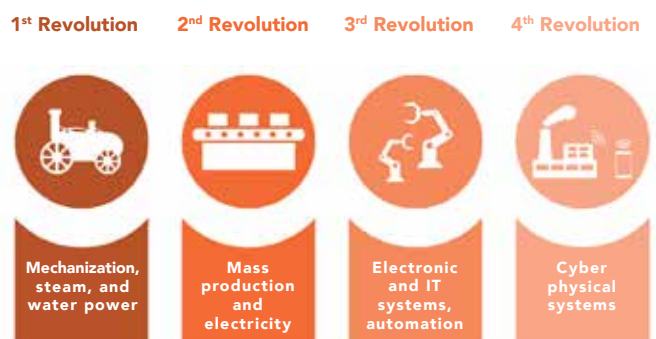 1st Revolution
2nd Revolution
3rd Revolution
4th Revolution
Mechanization,
steam, and
water power
Mass
production
and
electricity
Electronic
and IT
systems,
automation
Cyber
physical
systems